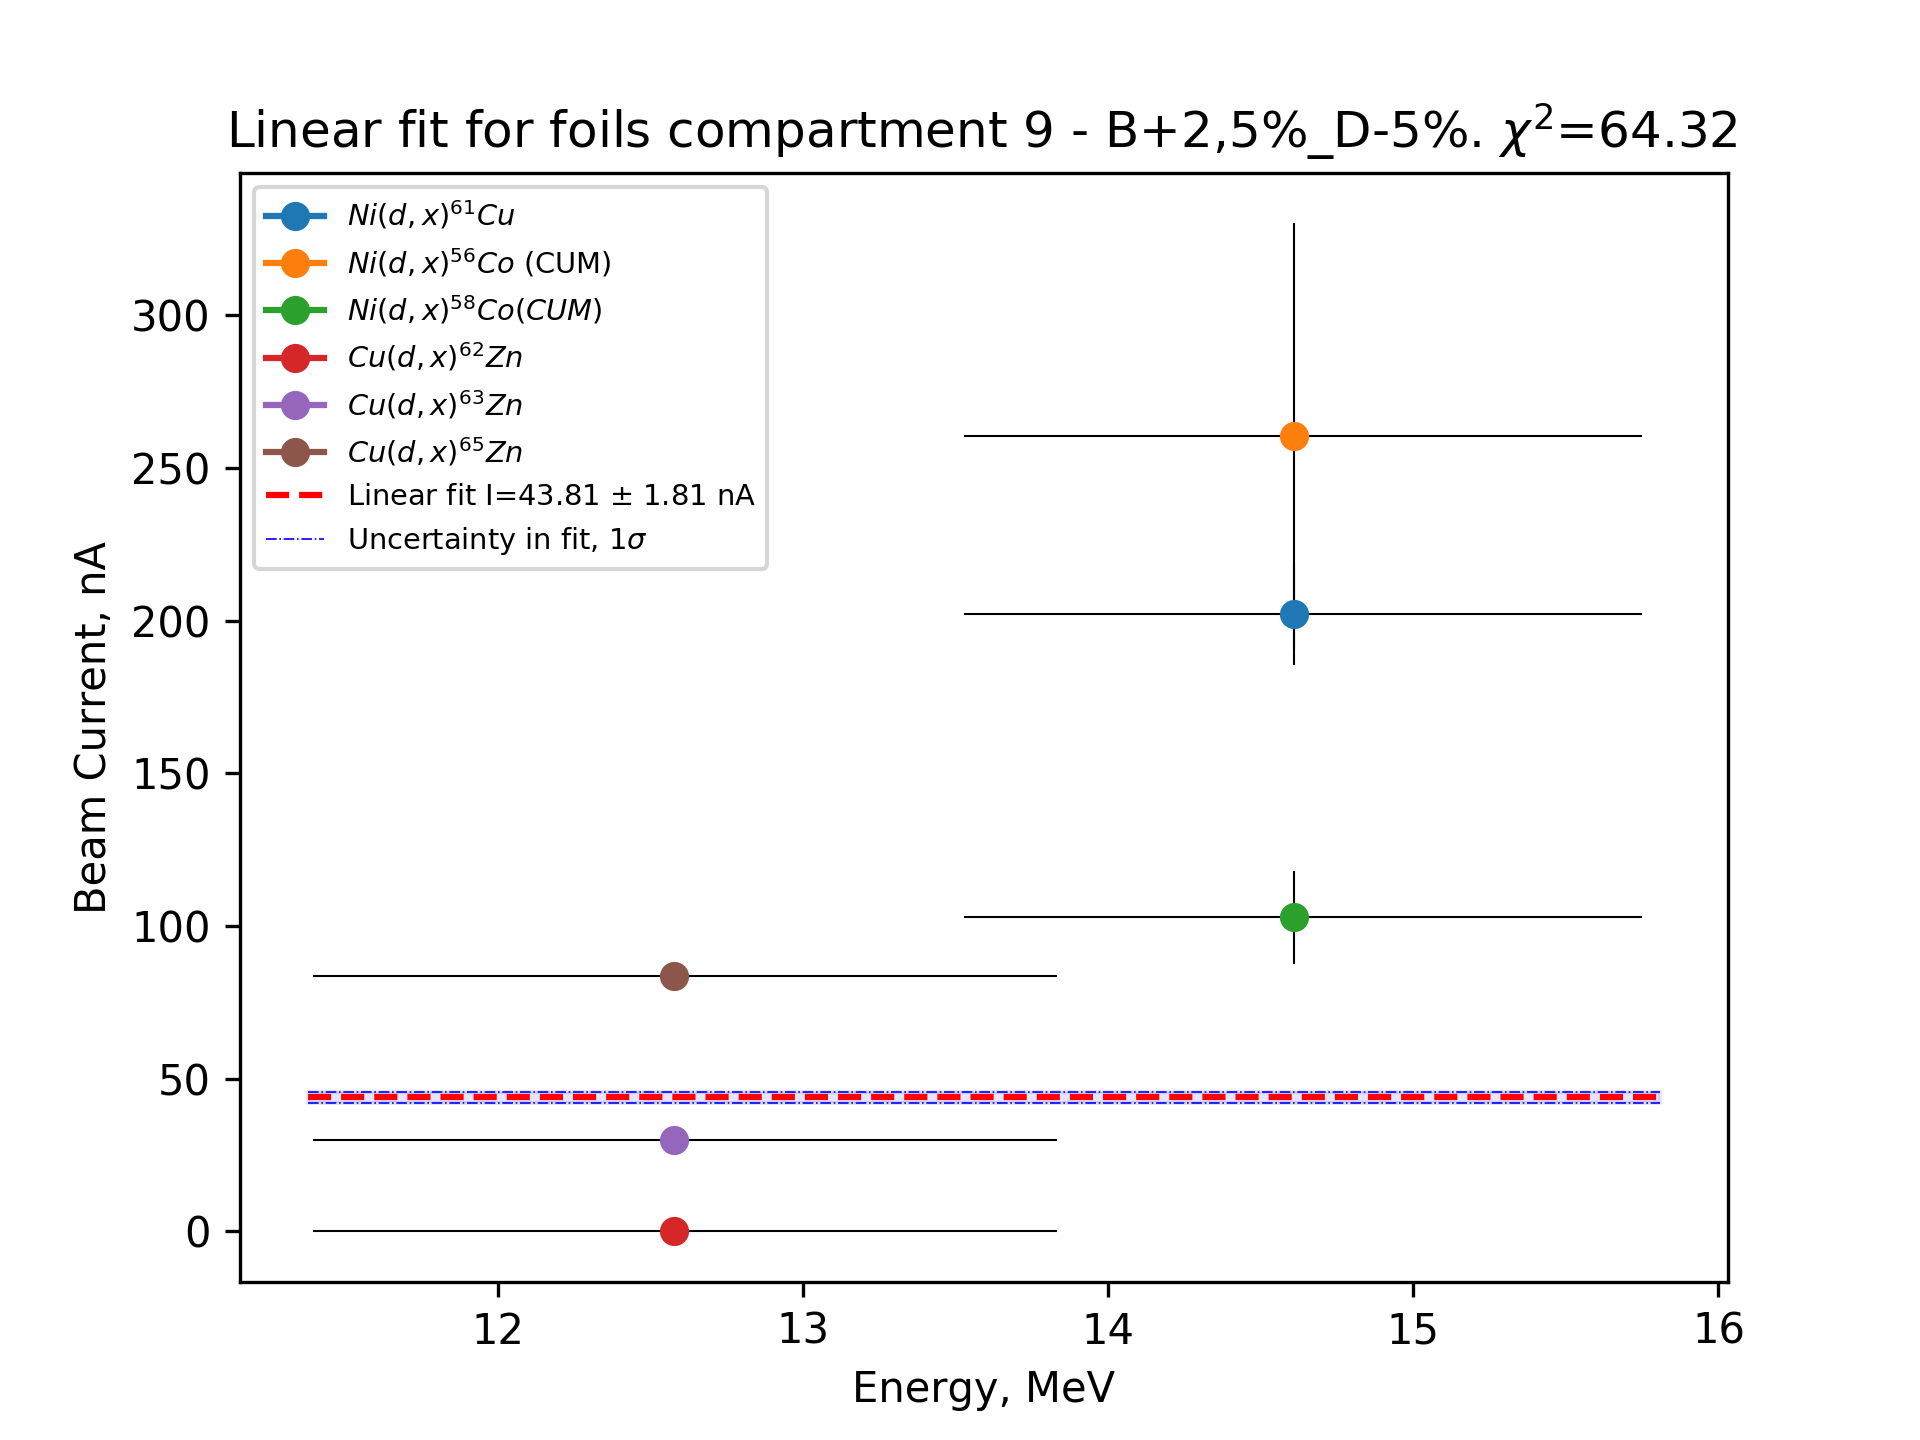 Linear fit for foils compartment 9 - B+2,5%_D-5%. χ²=64.32
Ni(d, x)⁶¹Cu
Ni(d, x)⁵⁶Co (CUM)
Ni(d, x)⁵⁸Co(CUM)
Cu(d, x)⁶²Zn
Cu(d, x)⁶³Zn
Cu(d, x)⁶⁵Zn
Linear fit I=43.81 ± 1.81 nA
Uncertainty in fit, 1σ
Beam Current, nA
300
250
200
150
100
50
0
12 13 14 15 16
Energy, MeV